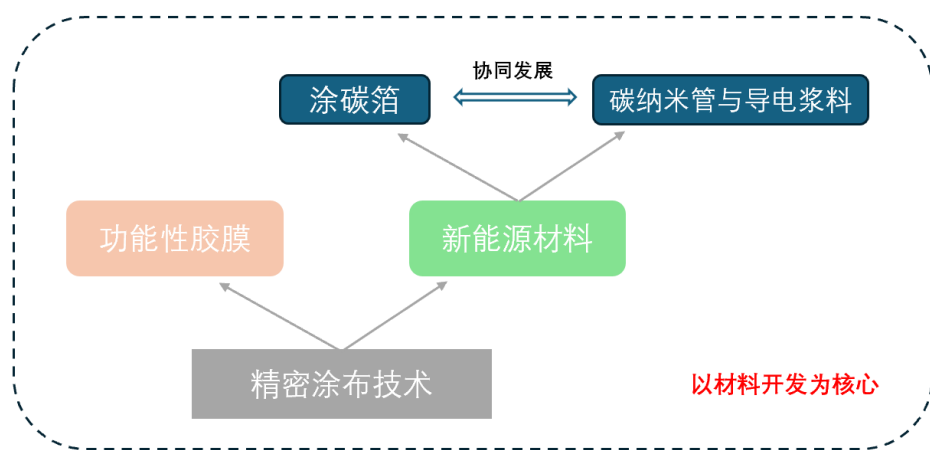 协同发展
涂碳箔
碳纳米管与导电浆料
功能性胶膜
新能源材料
精密涂布技术
以材料开发为核心